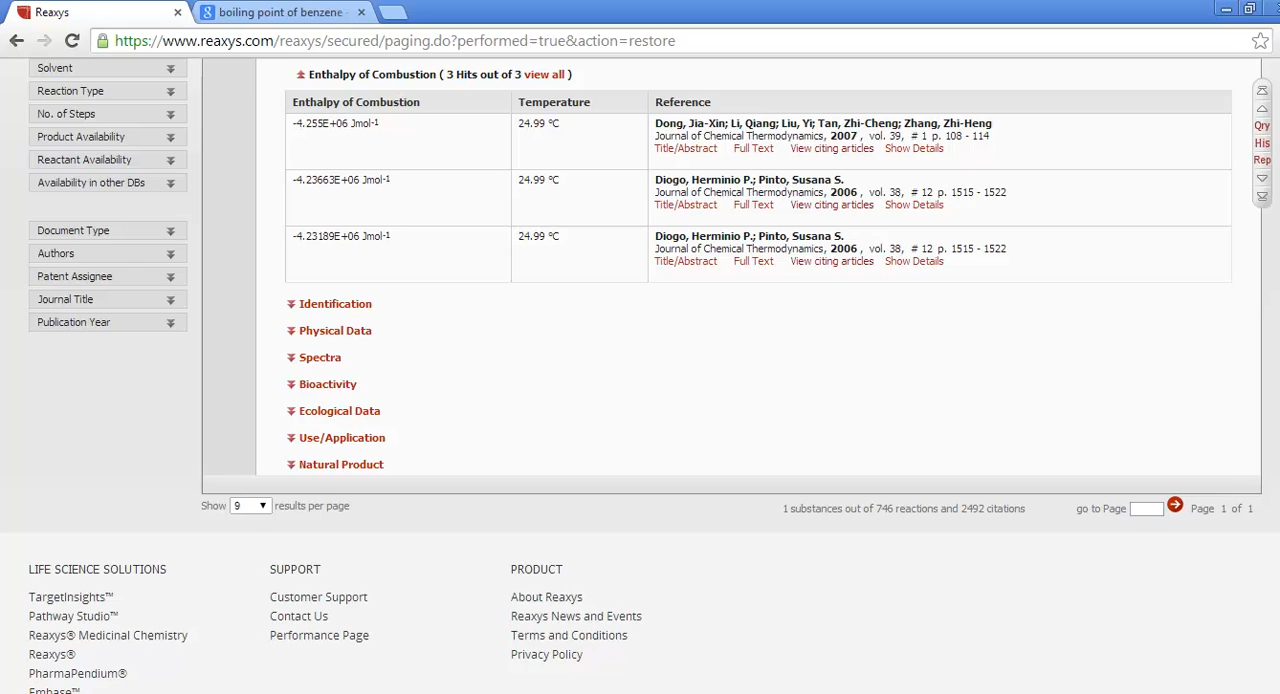 Reaxys
boiling point of benzene
https://www.reaxys.com/reaxys/secured/paging.do?performed=true&action=restore
Solvent
Reaction Type
No. of Steps
Product Availability
Reactant Availability
Availability in other DBs
Document Type
Authors
Patent Assignee
Journal Title
Publication Year
Enthalpy of Combustion ( 3 Hits out of 3 view all )
Enthalpy of Combustion Temperature Reference
-4.255E+06 Jmol-1 24.99 °C Dong, Jia-Xin; Li, Qiang; Liu, Yi; Tan, Zhi-Cheng; Zhang, Zhi-Heng
Journal of Chemical Thermodynamics, 2007 , vol. 39, # 1 p. 108 - 114
Title/Abstract Full Text View citing articles Show Details
-4.23663E+06 Jmol-1 24.99 °C Diogo, Herminio P.; Pinto, Susana S.
Journal of Chemical Thermodynamics, 2006 , vol. 38, # 12 p. 1515 - 1522
Title/Abstract Full Text View citing articles Show Details
-4.23189E+06 Jmol-1 24.99 °C Diogo, Herminio P.; Pinto, Susana S.
Journal of Chemical Thermodynamics, 2006 , vol. 38, # 12 p. 1515 - 1522
Title/Abstract Full Text View citing articles Show Details
Identification
Physical Data
Spectra
Bioactivity
Ecological Data
Use/Application
Natural Product
Qry
His
Rep
Show 9 results per page 1 substances out of 746 reactions and 2492 citations go to Page Page 1 of 1
LIFE SCIENCE SOLUTIONS
TargetInsights™
Pathway Studio™
Reaxys® Medicinal Chemistry
Reaxys®
PharmaPendium®
Embase™
SUPPORT
Customer Support
Contact Us
Performance Page
PRODUCT
About Reaxys
Reaxys News and Events
Terms and Conditions
Privacy Policy